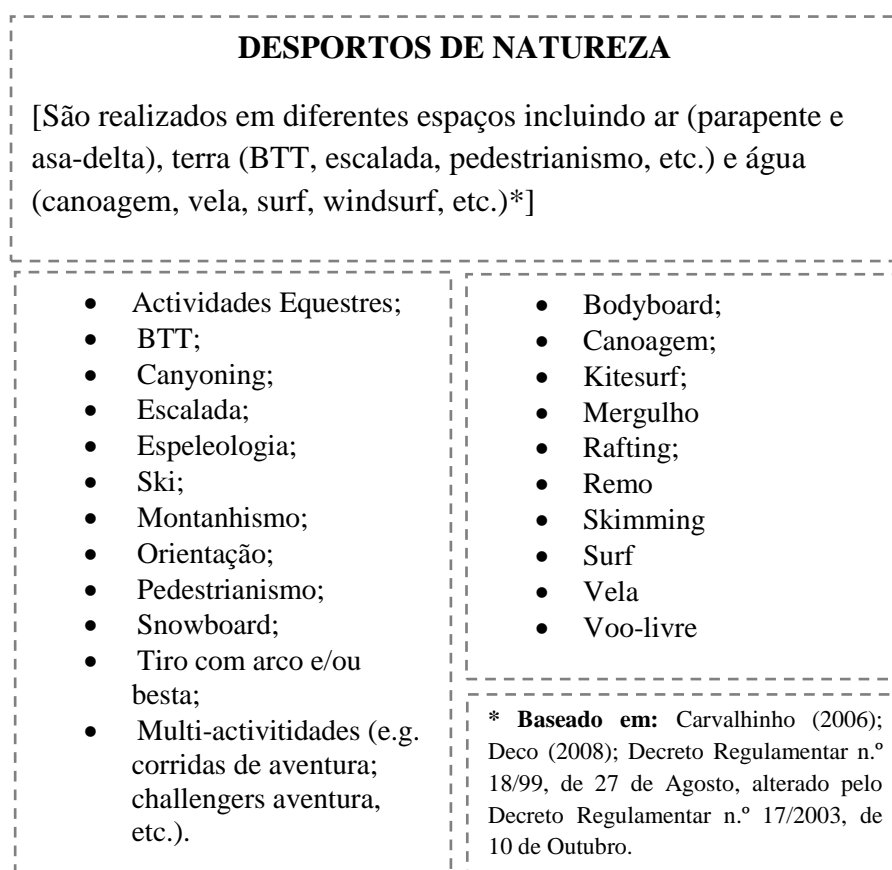 DESPORTOS DE NATUREZA
[São realizados em diferentes espaços incluindo ar (parapente e
asa-delta), terra (BTT, escalada, pedestrianismo, etc.) e água
(canoagem, vela, surf, windsurf, etc.)*]
• Actividades Equestres;
• BTT;
• Canyoning;
• Escalada;
• Espeleologia;
• Ski;
• Montanhismo;
• Orientação;
• Pedestrianismo;
• Snowboard;
• Tiro com arco e/ou
besta;
• Multi-activitidades (e.g.
corridas de aventura;
challengers aventura,
etc.).
• Bodyboard;
• Canoagem;
• Kitesurf;
• Mergulho
• Rafting;
• Remo
• Skimming
• Surf
• Vela
• Voo-livre
* Baseado em: Carvalhinho (2006);
Deco (2008); Decreto Regulamentar n.º
18/99, de 27 de Agosto, alterado pelo
Decreto Regulamentar n.º 17/2003, de
10 de Outubro.